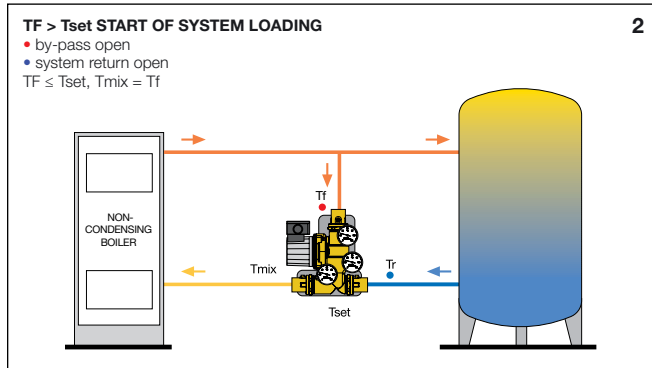 TF > Tset START OF SYSTEM LOADING
2
• by-pass open
• system return open
TF ≤ Tset, Tmix = Tf
Tf
NON-
CONDENSING
BOILER
Tmix
Tr
Tset